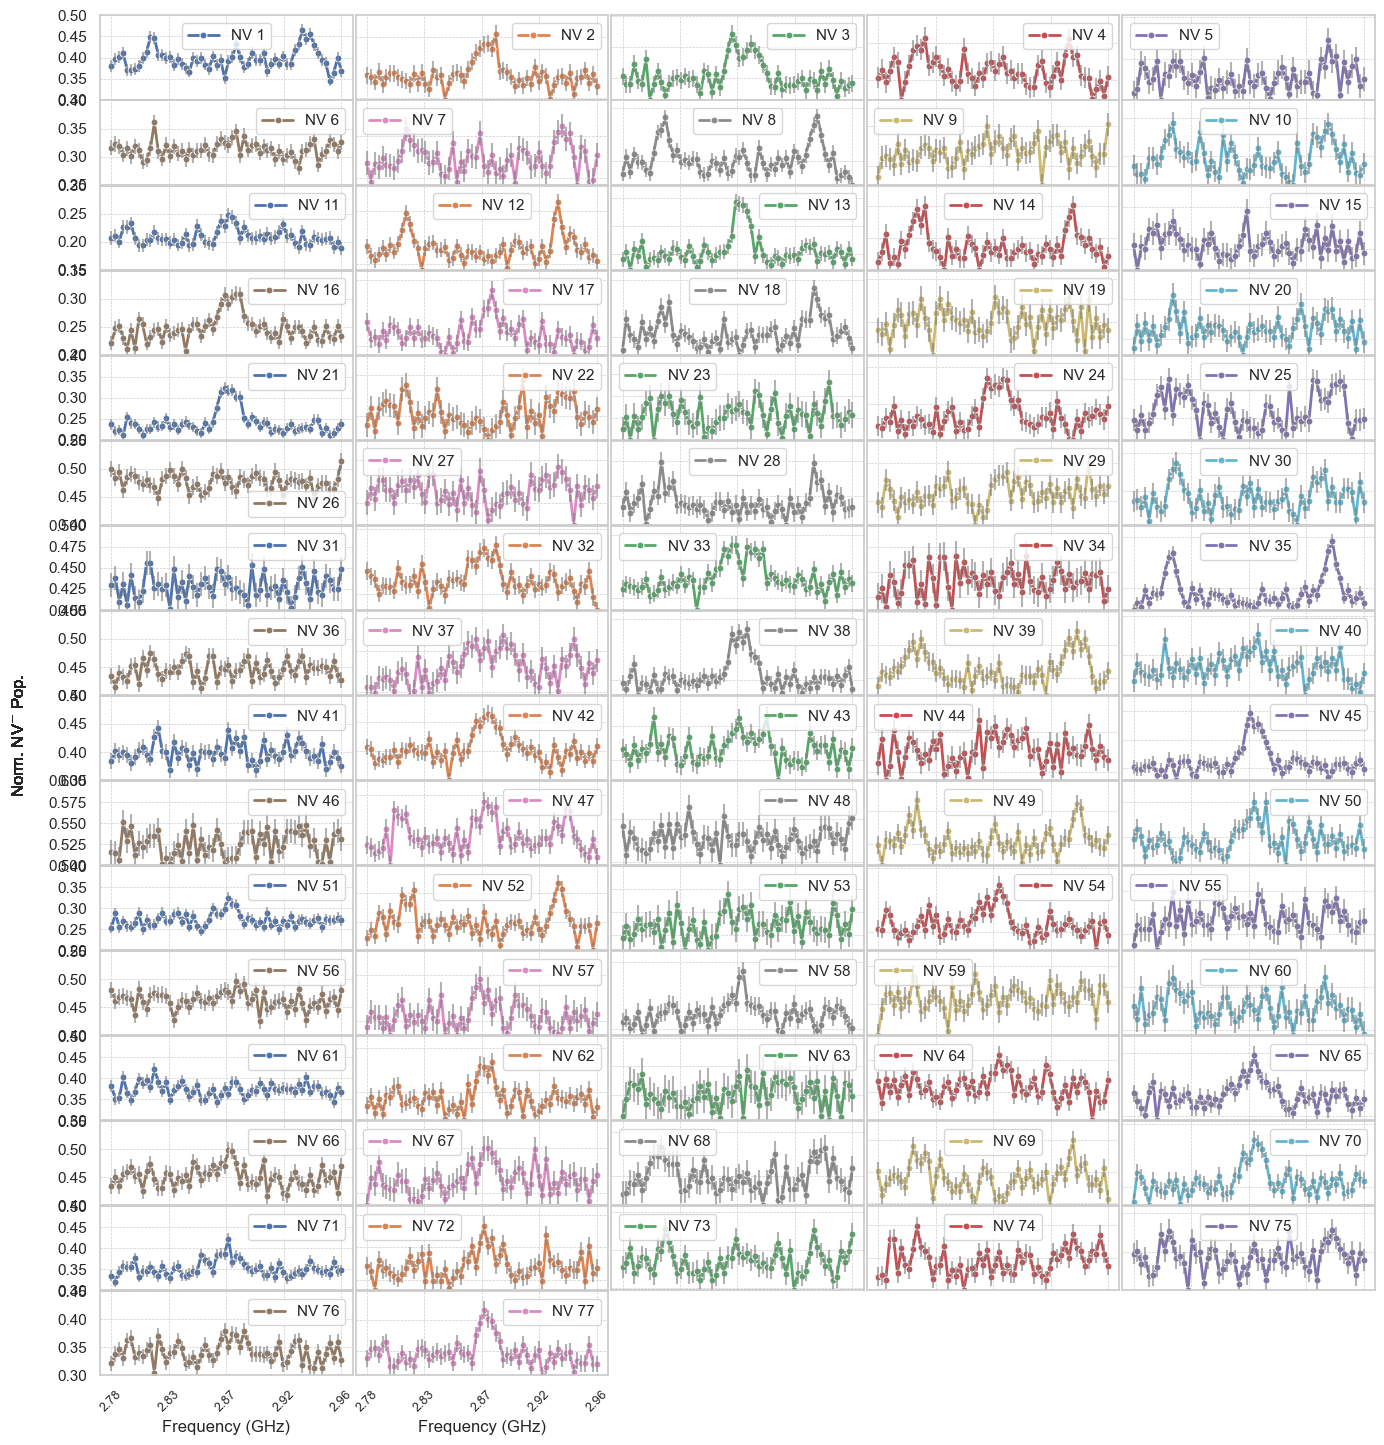 0.50
0.45
0.40
0.35
NV 1
NV 2
NV 3
NV 4
NV 5
0.35
0.30
NV 6
NV 7
NV 8
NV 9
NV 10
0.25
0.20
NV 11
NV 12
NV 13
NV 14
NV 15
0.30
0.25
NV 16
NV 17
NV 18
NV 19
NV 20
0.35
0.30
0.25
NV 21
NV 22
NV 23
NV 24
NV 25
0.50
0.45
NV 26
NV 27
NV 28
NV 29
NV 30
0.475
0.450
0.425
NV 31
NV 32
NV 33
NV 34
NV 35
0.50
0.45
NV 36
NV 37
NV 38
NV 39
NV 40
Norm. NV⁻ Pop.
0.45
0.40
NV 41
NV 42
NV 43
NV 44
NV 45
0.575
0.550
0.525
NV 46
NV 47
NV 48
NV 49
NV 50
0.35
0.30
0.25
NV 51
NV 52
NV 53
NV 54
NV 55
0.50
0.45
NV 56
NV 57
NV 58
NV 59
NV 60
0.45
0.40
0.35
NV 61
NV 62
NV 63
NV 64
NV 65
0.50
0.45
NV 66
NV 67
NV 68
NV 69
NV 70
0.45
0.40
0.35
NV 71
NV 72
NV 73
NV 74
NV 75
0.40
0.35
0.30
NV 76
NV 77
2.78
2.83
2.87
2.92
2.96
2.78
2.83
2.87
2.92
2.96
Frequency (GHz)
Frequency (GHz)